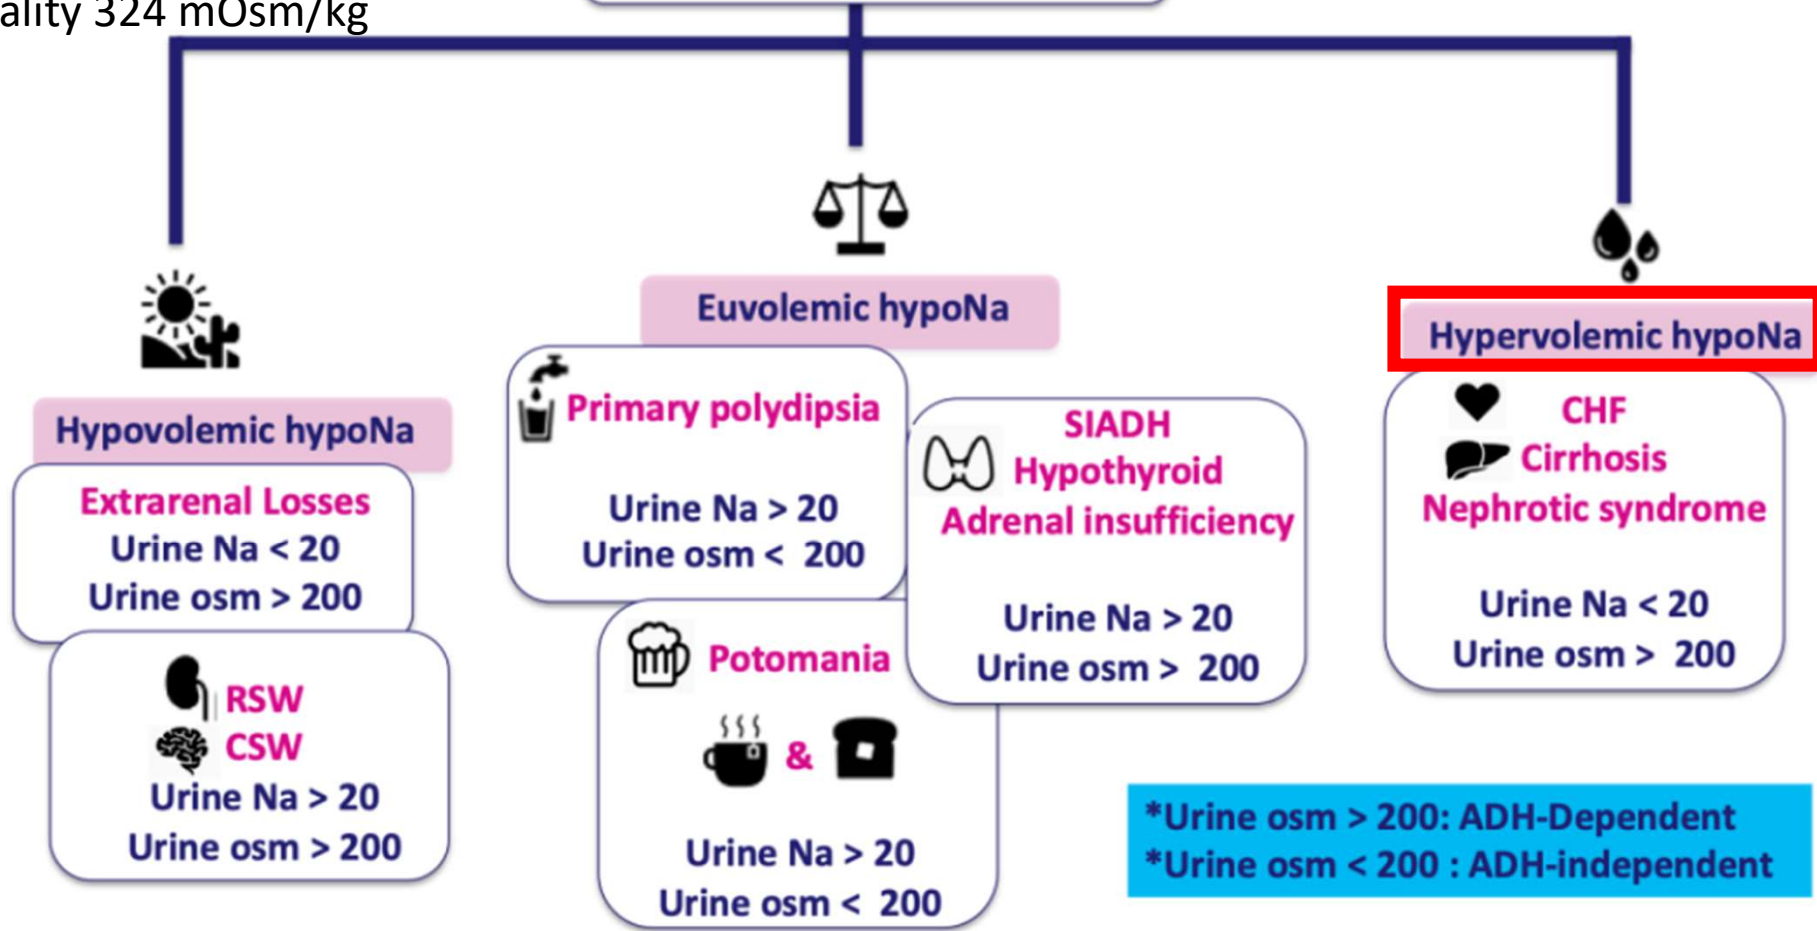 ality 324 mOsm/kg
Hypovolemic hypoNa
Extrarenal Losses
Urine Na < 20
Urine osm > 200
RSW
CSW
Urine Na > 20
Urine osm > 200
Euvolemic hypoNa
Primary polydipsia
Urine Na > 20
Urine osm < 200
Potomania
&
Urine Na > 20
Urine osm < 200
SIADH
Hypothyroid
Adrenal insufficiency
Urine Na > 20
Urine osm > 200
Hypervolemic hypoNa
CHF
Cirrhosis
Nephrotic syndrome
Urine Na < 20
Urine osm > 200
*Urine osm > 200: ADH-Dependent
*Urine osm < 200 : ADH-independent